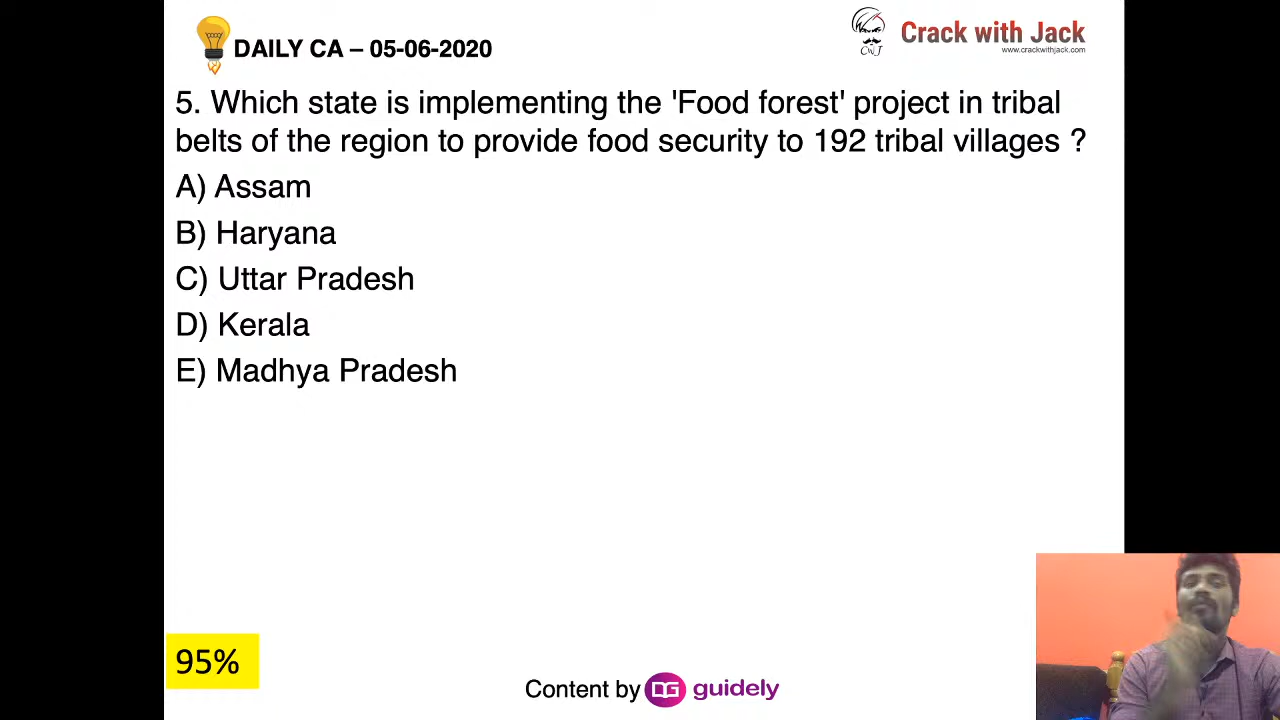 DAILY CA – 05-06-2020
Crack with Jack
www.crackwithjack.com
CWJ
5. Which state is implementing the 'Food forest' project in tribal
belts of the region to provide food security to 192 tribal villages ?
A) Assam
B) Haryana
C) Uttar Pradesh
D) Kerala
E) Madhya Pradesh
95%
Content by DG guidely